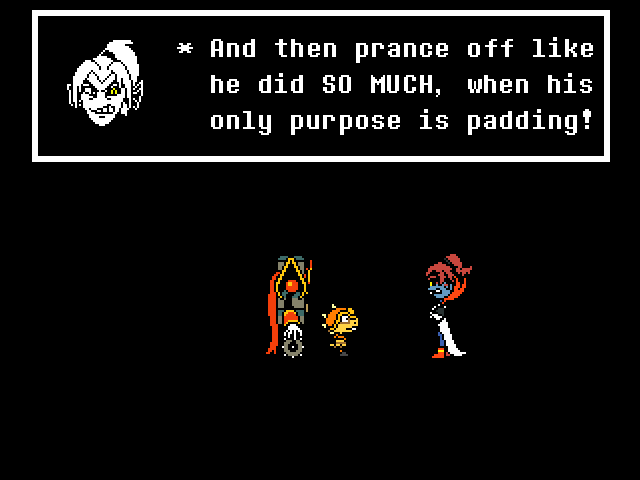 * And then prance off like
he did SO MUCH, when his
only purpose is padding!